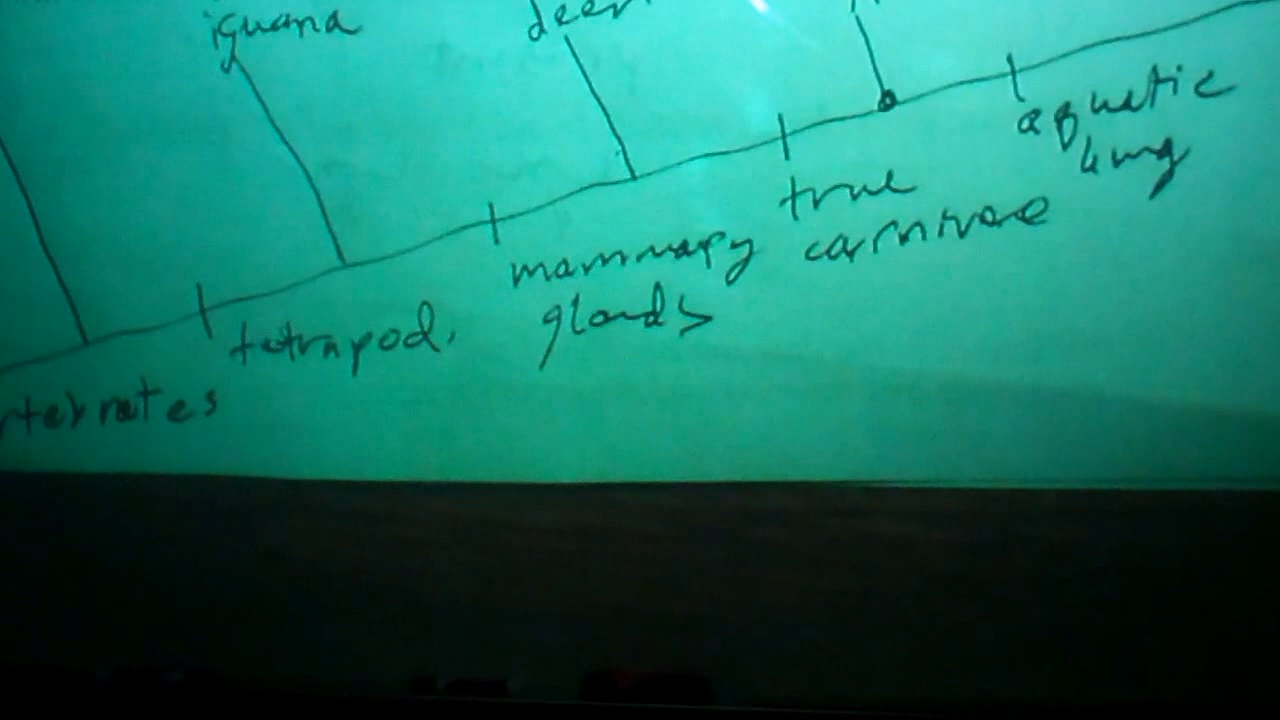 iguana
deer
aquatic
lung
true
carnivore
mammary
glands
tetrapod.
rtebrates